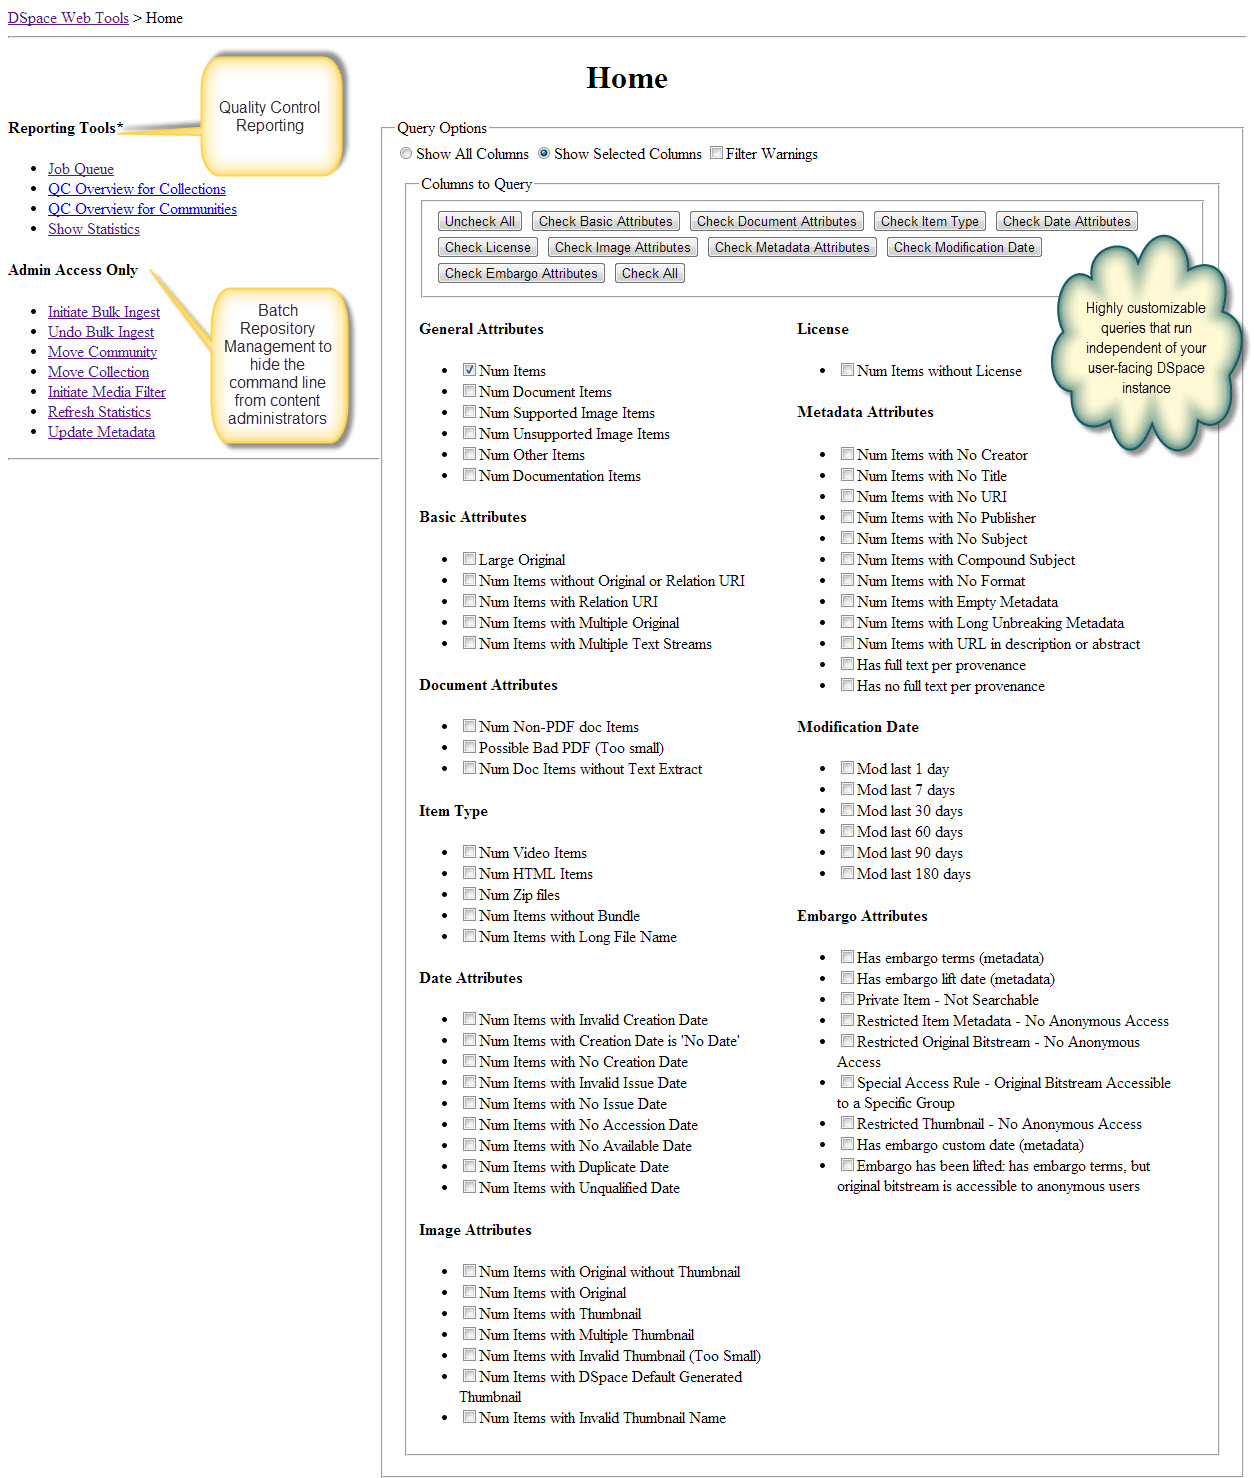 DSpace Web Tools > Home
Home
Quality Control
Reporting
Reporting Tools*
Job Queue
QC Overview for Collections
QC Overview for Communities
Show Statistics
Admin Access Only
Initiate Bulk Ingest
Undo Bulk Ingest
Move Community
Move Collection
Initiate Media Filter
Refresh Statistics
Update Metadata
Batch
Repository
Management to
hide the
command line
from content
administrators
Query Options
Show All Columns Show Selected Columns Filter Warnings
Columns to Query
Uncheck All Check Basic Attributes Check Document Attributes Check Item Type Check Date Attributes
Check License Check Image Attributes Check Metadata Attributes Check Modification Date
Check Embargo Attributes Check All
Highly customizable
queries that run
independent of your
user-facing DSpace
instance
General Attributes
Num Items
Num Document Items
Num Supported Image Items
Num Unsupported Image Items
Num Other Items
Num Documentation Items
Basic Attributes
Large Original
Num Items without Original or Relation URI
Num Items with Relation URI
Num Items with Multiple Original
Num Items with Multiple Text Streams
Document Attributes
Num Non-PDF doc Items
Possible Bad PDF (Too small)
Num Doc Items without Text Extract
Item Type
Num Video Items
Num HTML Items
Num Zip files
Num Items without Bundle
Num Items with Long File Name
Date Attributes
Num Items with Invalid Creation Date
Num Items with Creation Date is 'No Date'
Num Items with No Creation Date
Num Items with Invalid Issue Date
Num Items with No Issue Date
Num Items with No Accession Date
Num Items with No Available Date
Num Items with Duplicate Date
Num Items with Unqualified Date
Image Attributes
Num Items with Original without Thumbnail
Num Items with Original
Num Items with Thumbnail
Num Items with Multiple Thumbnail
Num Items with Invalid Thumbnail (Too Small)
Num Items with DSpace Default Generated
Thumbnail
Num Items with Invalid Thumbnail Name
License
Num Items without License
Metadata Attributes
Num Items with No Creator
Num Items with No Title
Num Items with No URI
Num Items with No Publisher
Num Items with No Subject
Num Items with Compound Subject
Num Items with No Format
Num Items with Empty Metadata
Num Items with Long Unbreaking Metadata
Num Items with URL in description or abstract
Has full text per provenance
Has no full text per provenance
Modification Date
Mod last 1 day
Mod last 7 days
Mod last 30 days
Mod last 60 days
Mod last 90 days
Mod last 180 days
Embargo Attributes
Has embargo terms (metadata)
Has embargo lift date (metadata)
Private Item - Not Searchable
Restricted Item Metadata - No Anonymous Access
Restricted Original Bitstream - No Anonymous
Access
Special Access Rule - Original Bitstream Accessible
to a Specific Group
Restricted Thumbnail - No Anonymous Access
Has embargo custom date (metadata)
Embargo has been lifted: has embargo terms, but
original bitstream is accessible to anonymous users